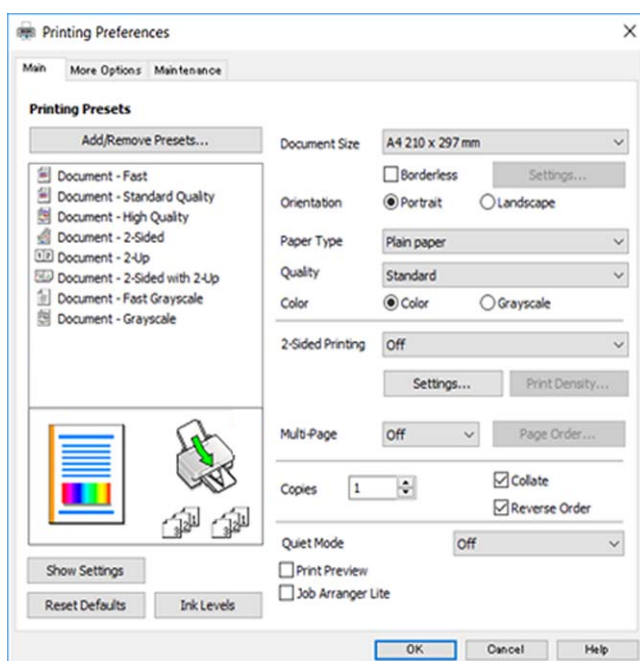 Printing Preferences
Main More Options Maintenance
Printing Presets
Add/Remove Presets...
Document - Fast
Document - Standard Quality
Document - High Quality
Document - 2-Sided
Document - 2-Up
Document - 2-Sided with 2-Up
Document - Fast Grayscale
Document - Grayscale
Show Settings
Reset Defaults Ink Levels
Document Size A4 210 x 297 mm
Borderless Settings...
Orientation Portrait Landscape
Paper Type Plain paper
Quality Standard
Color Color Grayscale
2-Sided Printing Off
Settings... Print Density...
Multi-Page Off Page Order...
Copies 1 Collate
Reverse Order
Quiet Mode Off
Print Preview
Job Arranger Lite
OK Cancel Help